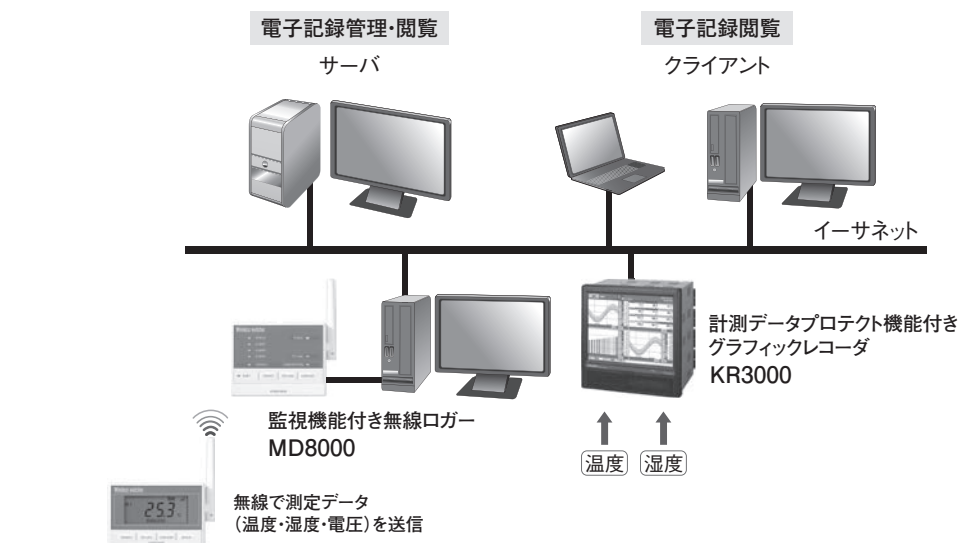 電子記録管理・閲覧
サーバ
電子記録閲覧
クライアント
イーサネット
計測データプロテクト機能付き
グラフィックレコーダ
KR3000
監視機能付き無線ロガー
MD8000
温度
湿度
25.3
無線で測定データ
（温度・湿度・電圧）を送信